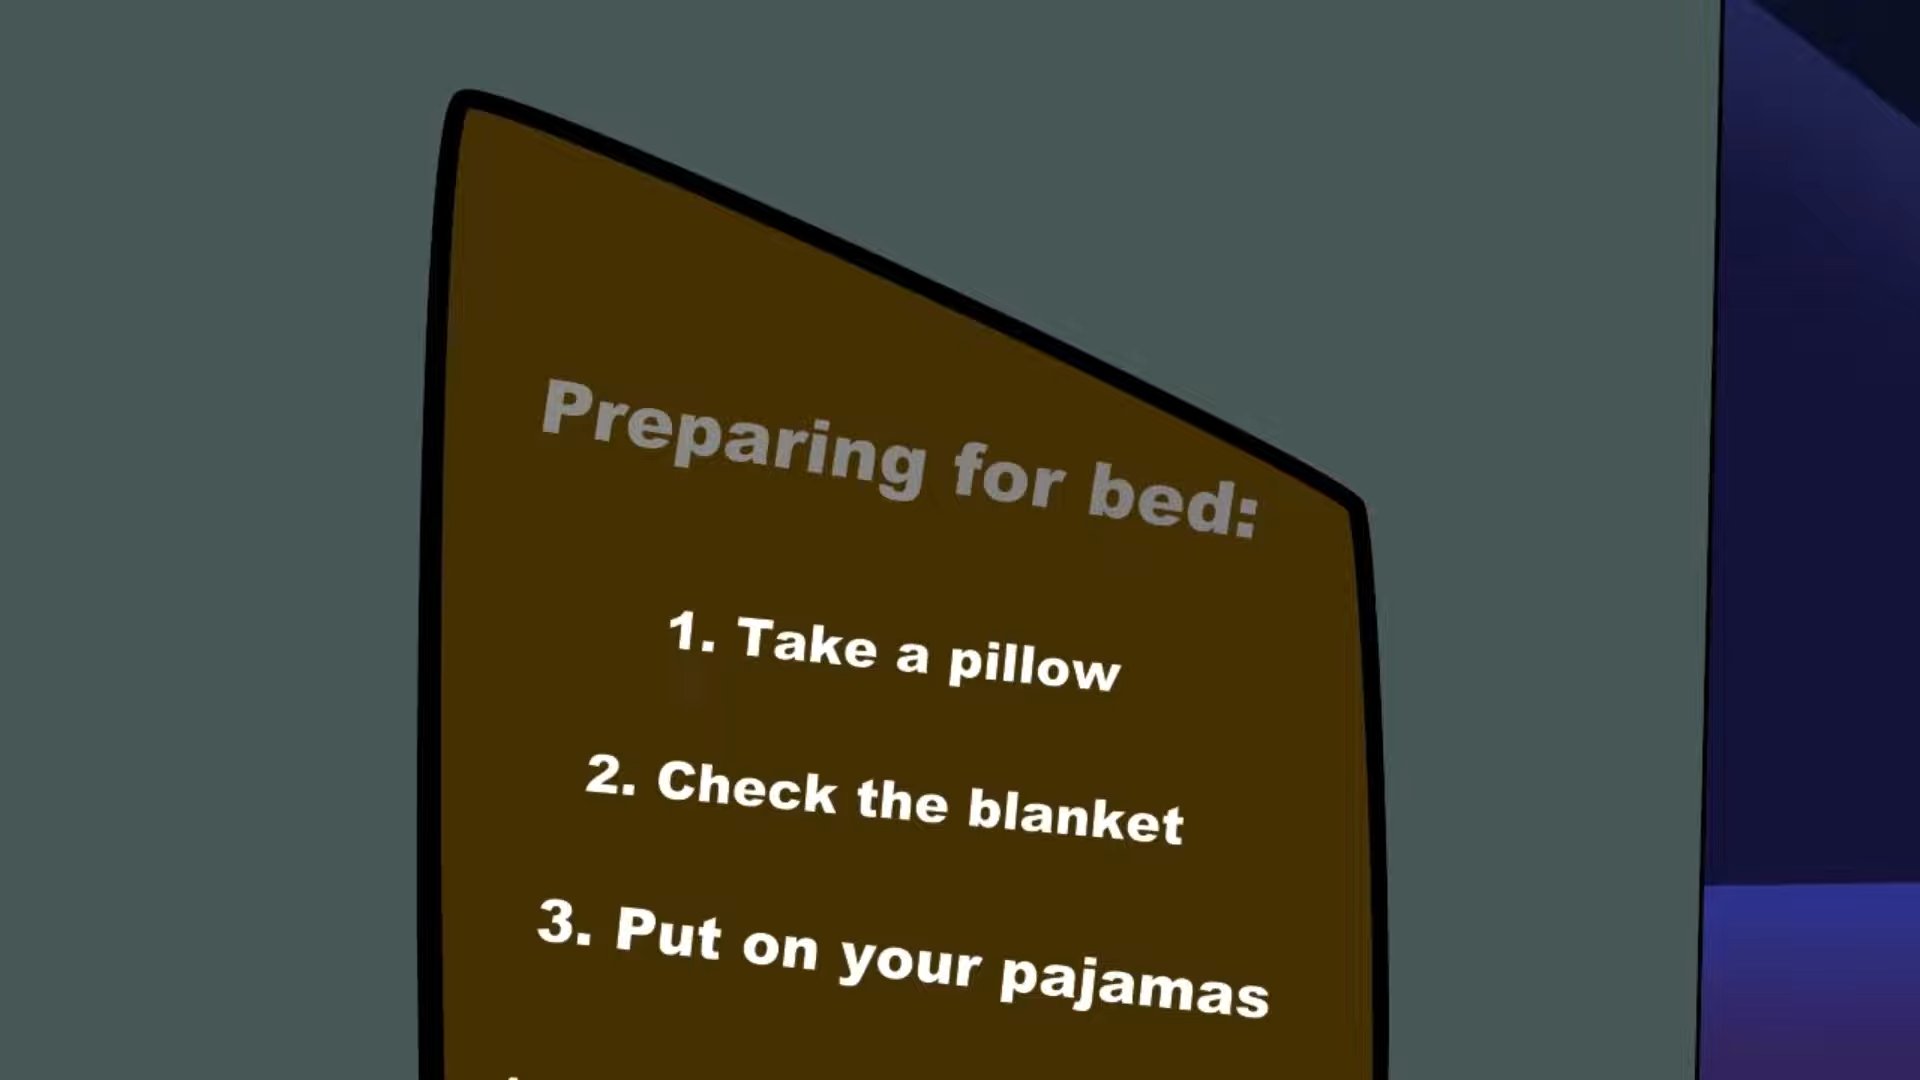 Preparing for bed:
1. Take a pillow
2. Check the blanket
3. Put on your pajamas